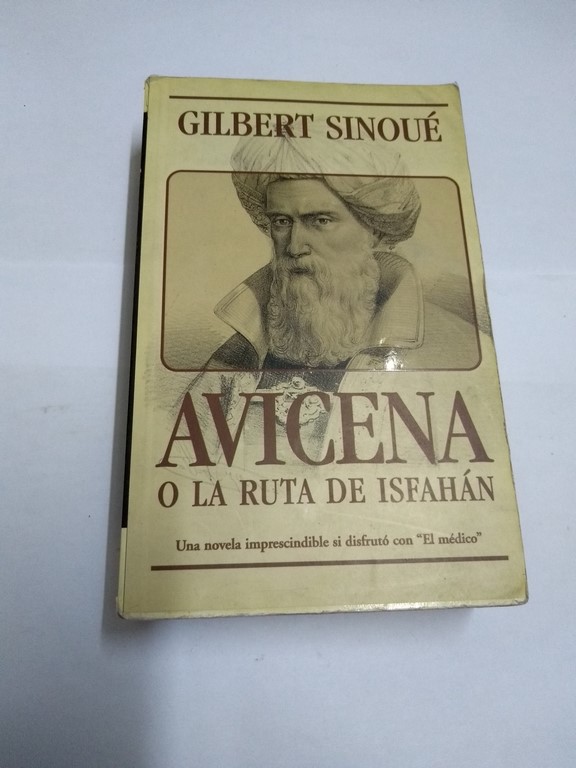 GILBERT SINOUÉ
AVICENA
O LA RUTA DE ISFAHÁN
Una novela imprescindible si disfrutó con "El médico"